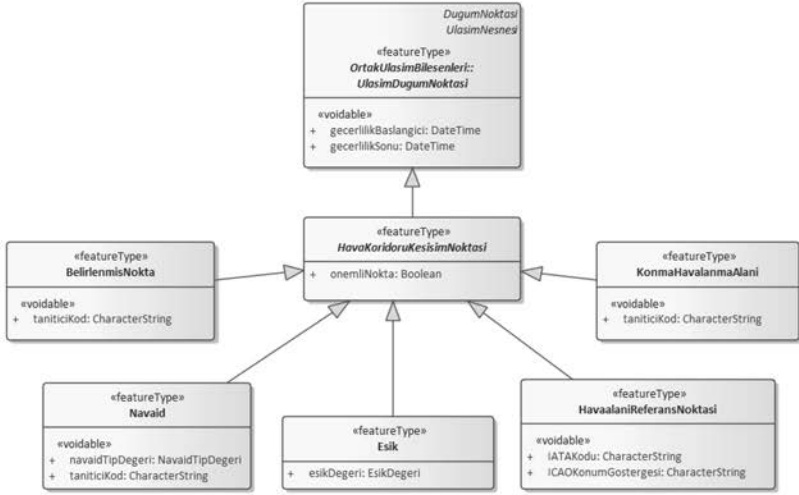 DugumNoktasi
UlasimNesnesi
«featureType»
OrtakUlasimBilesenleri::
UlasimDugumNoktasi
«voidable»
+ gecerlilikBaslangici: DateTime
+ gecerlilikSonu: DateTime
«featureType»
HavaKoridoruKesisimNoktasi
+ onemliNokta: Boolean
«featureType»
BelirlenmisNokta
«voidable»
+ taniticiKod: CharacterString
«featureType»
KonmaHavalanmaAlani
«voidable»
+ taniticiKod: CharacterString
«featureType»
Navaid
«voidable»
+ navaidTipDegeri: NavaidTipDegeri
+ taniticiKod: CharacterString
«featureType»
Esik
+ esikDegeri: EsikDegeri
«featureType»
HavaalaniReferansNoktasi
«voidable»
+ IATAKodu: CharacterString
+ ICAOKonumGostergesi: CharacterString